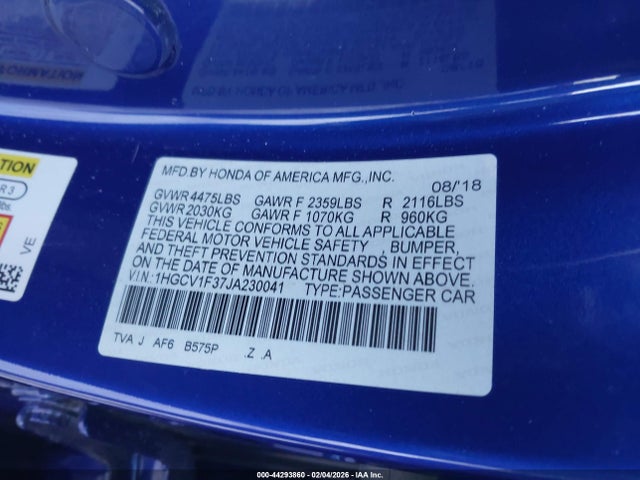 MFD BY HONDA OF AMERICA MFG.,INC.
08/'18
GVWR 4475LBS GAWR F 2359LBS R 2116LBS
GVWR 2030KG GAWR F 1070KG R 960KG
THIS VEHICLE CONFORMS TO ALL APPLICABLE
FEDERAL MOTOR VEHICLE SAFETY , BUMPER,
AND THEFT PREVENTION STANDARDS IN EFFECT
ON THE DATE OF MANUFACTURE SHOWN ABOVE.
V.I.N.: 1HGCV1F37JA230041 TYPE:PASSENGER CAR
TVA J AF6 B575P .Z .A
R 3
lbs.
VE
000-44293860 - 02/04/2026 - IAA Inc.